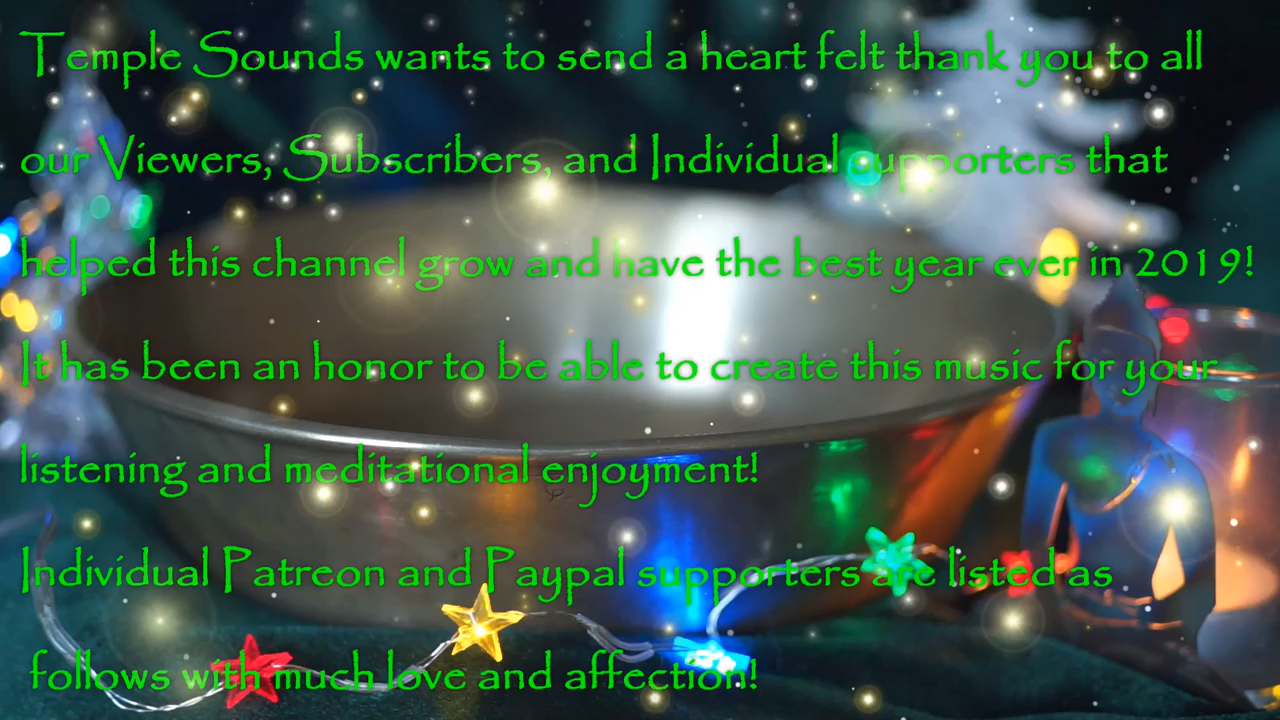 Temple Sounds wants to send a heart felt thank you to all
our Viewers, Subscribers, and Individual supporters that
helped this channel grow and have the best year ever in 2019!
It has been an honor to be able to create this music for your
listening and meditational enjoyment!
Individual Patreon and Paypal supporters are listed as
follows with much love and affection!